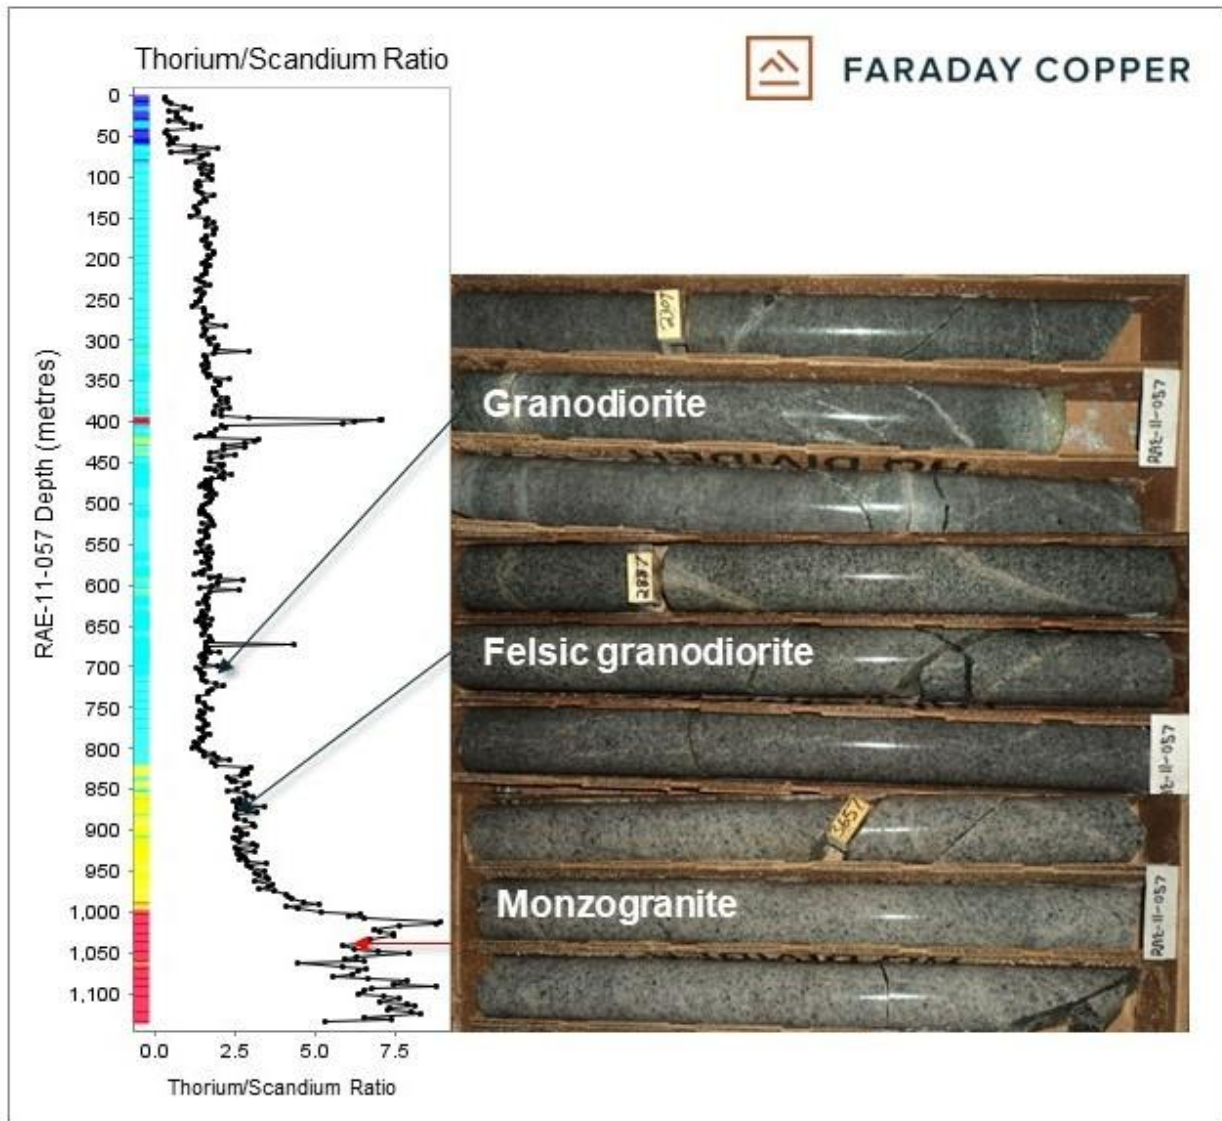 Thorium/Scandium Ratio
FARADAY COPPER
0
50
100
150
200
250
300
350
400
450
500
550
600
650
700
750
800
850
900
950
1,000
1,050
1,100
RAE-11-057 Depth (metres)
0.0 2.5 5.0 7.5
Thorium/Scandium Ratio
Granodiorite
RAE-11-057
HQ DIVIDER
2887
Felsic granodiorite
RAE-11-057
3657
Monzogranite
RAE-11-057